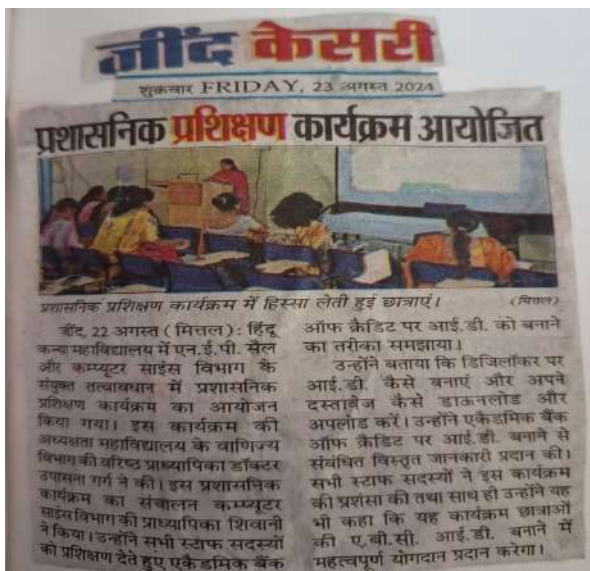 जींद केसरी
शुक्रवार FRIDAY, 23 अगस्त 2024
प्रशासनिक प्रशिक्षण कार्यक्रम आयोजित
प्रशासनिक प्रशिक्षण कार्यक्रम में हिस्सा लेती हुई छात्राएं। (मित्तल)
जींद, 22 अगस्त (मित्तल): हिंदू
कन्या महाविद्यालय में एन.ई.पी. सैल
और कम्प्यूटर साइंस विभाग के
संयुक्त तत्वावधान में प्रशासनिक
प्रशिक्षण कार्यक्रम का आयोजन
किया गया। इस कार्यक्रम की
अध्यक्षता महाविद्यालय के वाणिज्य
विभाग की वरिष्ठ प्राध्यापिका डॉक्टर
उपासना गर्ग ने की। इस प्रशासनिक
कार्यक्रम का संचालन कम्प्यूटर
साइंस विभाग की प्राध्यापिका शिवानी
ने किया। उन्होंने सभी स्टाफ सदस्यों
को प्रशिक्षण देते हुए एकैडमिक बैंक
ऑफ क्रैडिट पर आई.डी. को बनाने
का तरीका समझाया।
उन्होंने बताया कि डिजिलॉकर पर
आई.डी. कैसे बनाएं और अपने
दस्तावेज कैसे डाऊनलोड और
अपलोड करें। उन्होंने एकैडमिक बैंक
ऑफ क्रैडिट पर आई.डी. बनाने से
संबंधित विस्तृत जानकारी प्रदान की।
सभी स्टाफ सदस्यों ने इस कार्यक्रम
की प्रशंसा की तथा साथ ही उन्होंने यह
भी कहा कि यह कार्यक्रम छात्राओं
की ए.बी.सी. आई.डी. बनाने में
महत्वपूर्ण योगदान प्रदान करेगा।